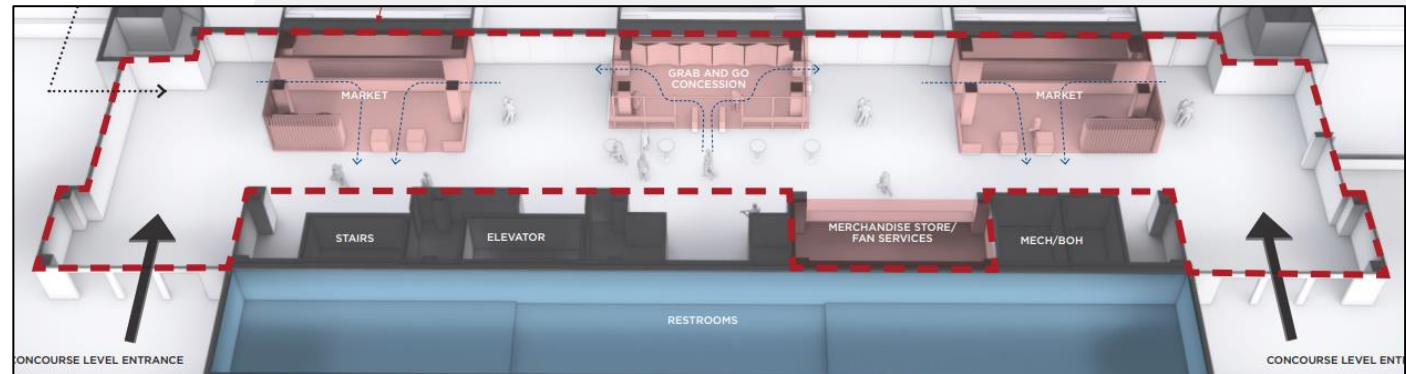 MARKET
GRAB AND GO
CONCESSION
MARKET
STAIRS
ELEVATOR
MERCHANDISE STORE/
FAN SERVICES
MECH/BOH
RESTROOMS
CONCOURSE LEVEL ENTRANCE
CONCOURSE LEVEL ENT